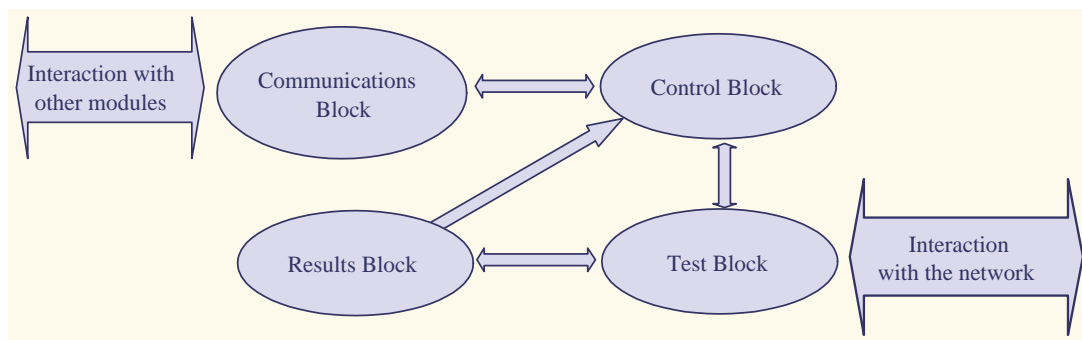 Interaction with
other modules
Communications
Block
Control Block
Results Block
Test Block
Interaction
with the network